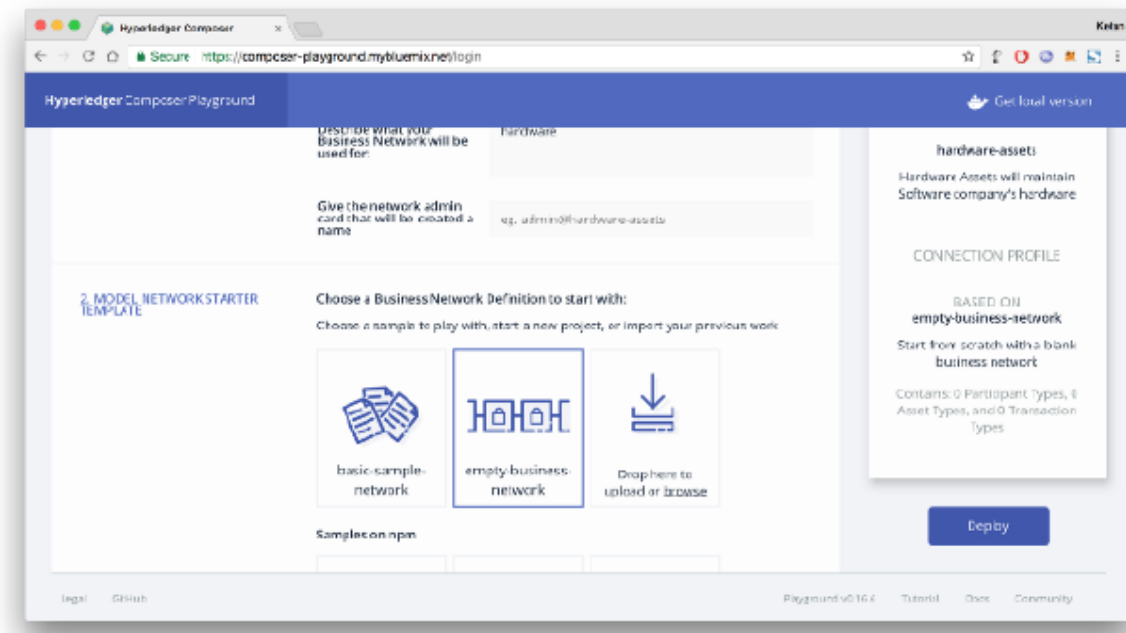 Hyperledger Composer
Kelan
Secure https://composer-playground.mybluemix.net/login
Hyperledger Composer Playground
Get local version
Describe what your
Business Network will be
used for:
hardware
Give the network admin
card that will be created a
name
eg. admin@hardware-assets
2. MODEL NETWORK STARTER
TEMPLATE
Choose a Business Network Definition to start with:
Choose a sample to play with, start a new project, or import your previous work
basic-sample-
network
empty-business-
network
Drop here to
upload or browse
Samples on npm
hardware-assets
Hardware Assets will maintain
Software company's hardware
CONNECTION PROFILE
BASED ON
empty-business-network
Start from scratch with a blank
business network
Contains: 0 Participant Types, 0
Asset Types, and 0 Transaction
Types
Deploy
Legal
GitHub
Playground v0.16.6
Tutorial
Docs
Community